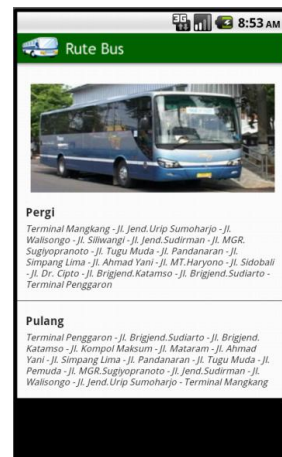 3G 8:53 AM
Rute Bus
Pergi
Terminal Mangkang - Jl. Jend.Urip Sumoharjo - Jl.
Walisongo - Jl. Siliwangi - Jl. Jend.Sudirman - Jl. MGR.
Sugiyopranoto - Jl. Tugu Muda - Jl. Pandanaran - Jl.
Simpang Lima - Jl. Ahmad Yani - Jl. MT.Haryono - Jl. Sidobali
- Jl. Dr. Cipto - Jl. Brigjend.Katamso - Jl. Brigjend.Sudiarto -
Terminal Penggaron
Pulang
Terminal Penggaron - Jl. Brigjend.Sudiarto - Jl. Brigjend.
Katamso - Jl. Kompol Maksum - Jl. Mataram - Jl. Ahmad
Yani - Jl. Simpang Lima - Jl. Pandanaran - Jl. Tugu Muda - Jl.
Pemuda - Jl. MGR.Sugiyopranoto - Jl. Jend.Sudirman - Jl.
Walisongo - Jl. Jend.Urip Sumoharjo - Terminal Mangkang